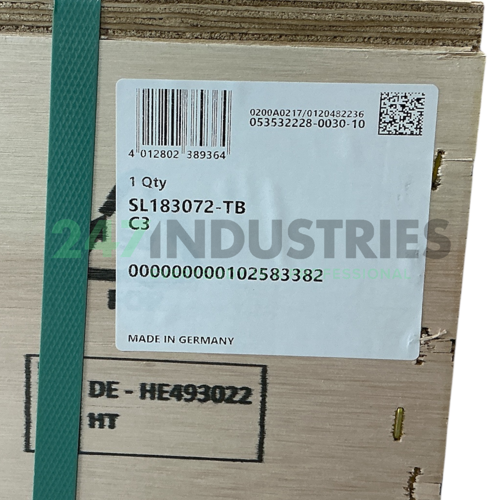 0200A0217/0120482236
053532228-0030-10
4 012802 389364
1 Qty
SL183072-TB
C3
247INDUSTRIES
000000000102583382
MADE IN GERMANY
DE - HE493022
HT